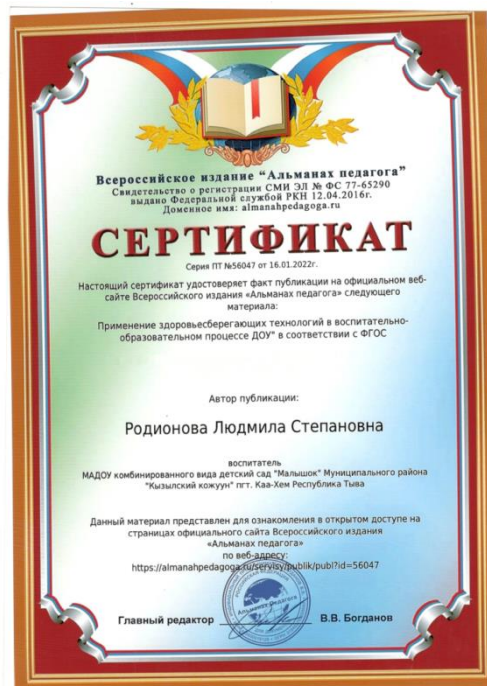 Всероссийское издание “Альманах педагога”
Свидетельство о регистрации СМИ ЭЛ № ФС 77-65290
выдано Федеральной службой РКН 12.04.2016г.
Доменное имя: almanahpedagoga.ru
СЕРТИФИКАТ
Серия ПТ №56047 от 16.01.2022г.
Настоящий сертификат удостоверяет факт публикации на официальном веб-
сайте Всероссийского издания «Альманах педагога» следующего
материала:
Применение здоровьесберегающих технологий в воспитательно-
образовательном процессе ДОУ" в соответствии с ФГОС
Автор публикации:
Родионова Людмила Степановна
воспитатель
МАДОУ комбинированного вида детский сад "Малышок" Муниципального района
"Кызылский кожуун" пгт. Каа-Хем Республика Тыва
Данный материал представлен для ознакомления в открытом доступе на
страницах официального сайта Всероссийского издания
«Альманах педагога»
по веб-адресу:
https://almanahpedagoga.ru/servisy/publik/publ?id=56047
Альманах педагога
Главный редактор
В.В. Богданов